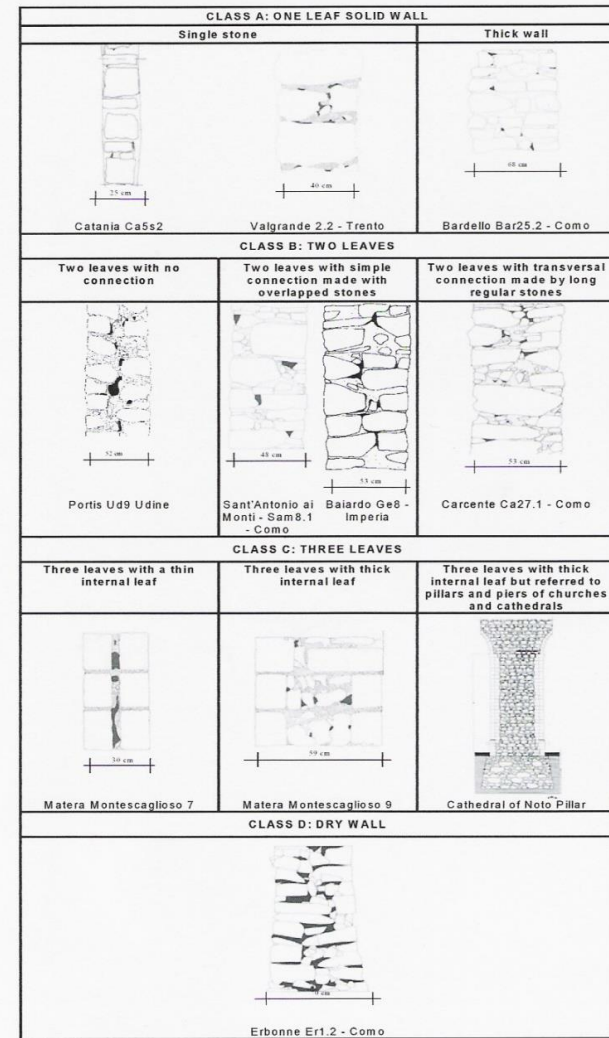 CLASS A: ONE LEAF SOLID WALL
Single stone
Thick wall
25 cm
40 cm
68 cm
Catania Ca5s2
Valgrande 2.2 - Trento
Bardello Bar25.2 - Como
CLASS B: TWO LEAVES
Two leaves with no
connection
Two leaves with simple
connection made with
overlapped stones
Two leaves with transversal
connection made by long
regular stones
52 cm
48 cm
53 cm
53 cm
Portis Ud9 Udine
Sant'Antonio ai
Monti - Sam8.1
- Como
Baiardo Ge8 -
Imperia
Carcente Ca27.1 - Como
CLASS C: THREE LEAVES
Three leaves with a thin
internal leaf
Three leaves with thick
internal leaf
Three leaves with thick
internal leaf but referred to
pillars and piers of churches
and cathedrals
30 cm
59 cm
Matera Montescaglioso 7
Matera Montescaglioso 9
Cathedral of Noto Pillar
CLASS D: DRY WALL
cm
Erbonne Er1.2 - Como